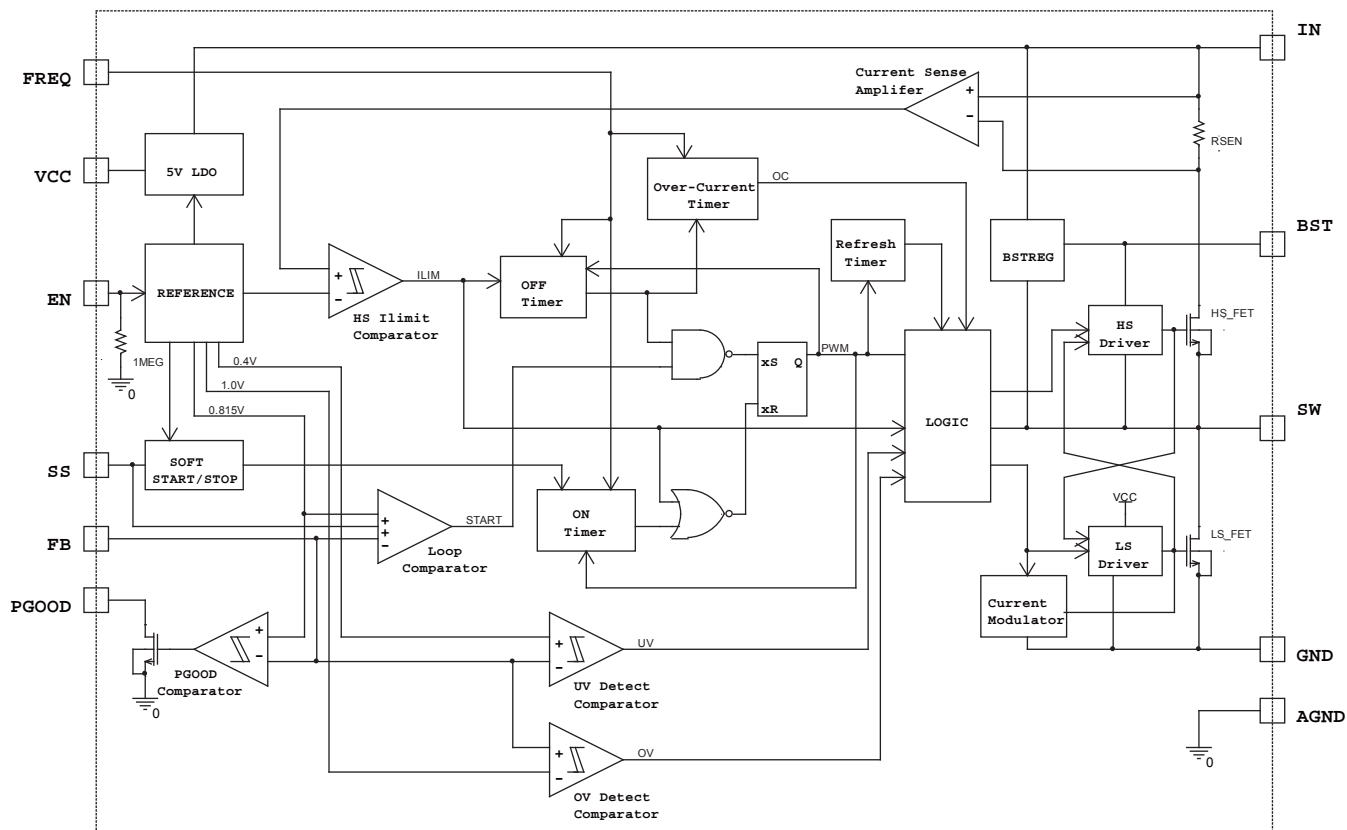 IN
FREQ
Current Sense
Amplifer
+
-
RSEN
VCC
5V LDO
Over-Current
Timer
OC
BST
Refresh
Timer
BSTREG
EN
REFERENCE
+
-
ILIM
HS Ilimit
Comparator
OFF
Timer
HS
Driver
HS_FET
1MEG
0
0.4V
1.0V
0.815V
xS Q
xR
PWM
LOGIC
SW
SS
SOFT
START/STOP
+
+
-
START
Loop
Comparator
ON
Timer
VCC
LS
Driver
LS_FET
FB
PGOOD
+
-
PGOOD
Comparator
0
+
-
UV
UV Detect
Comparator
Current
Modulator
GND
AGND
0
+
-
OV
OV Detect
Comparator